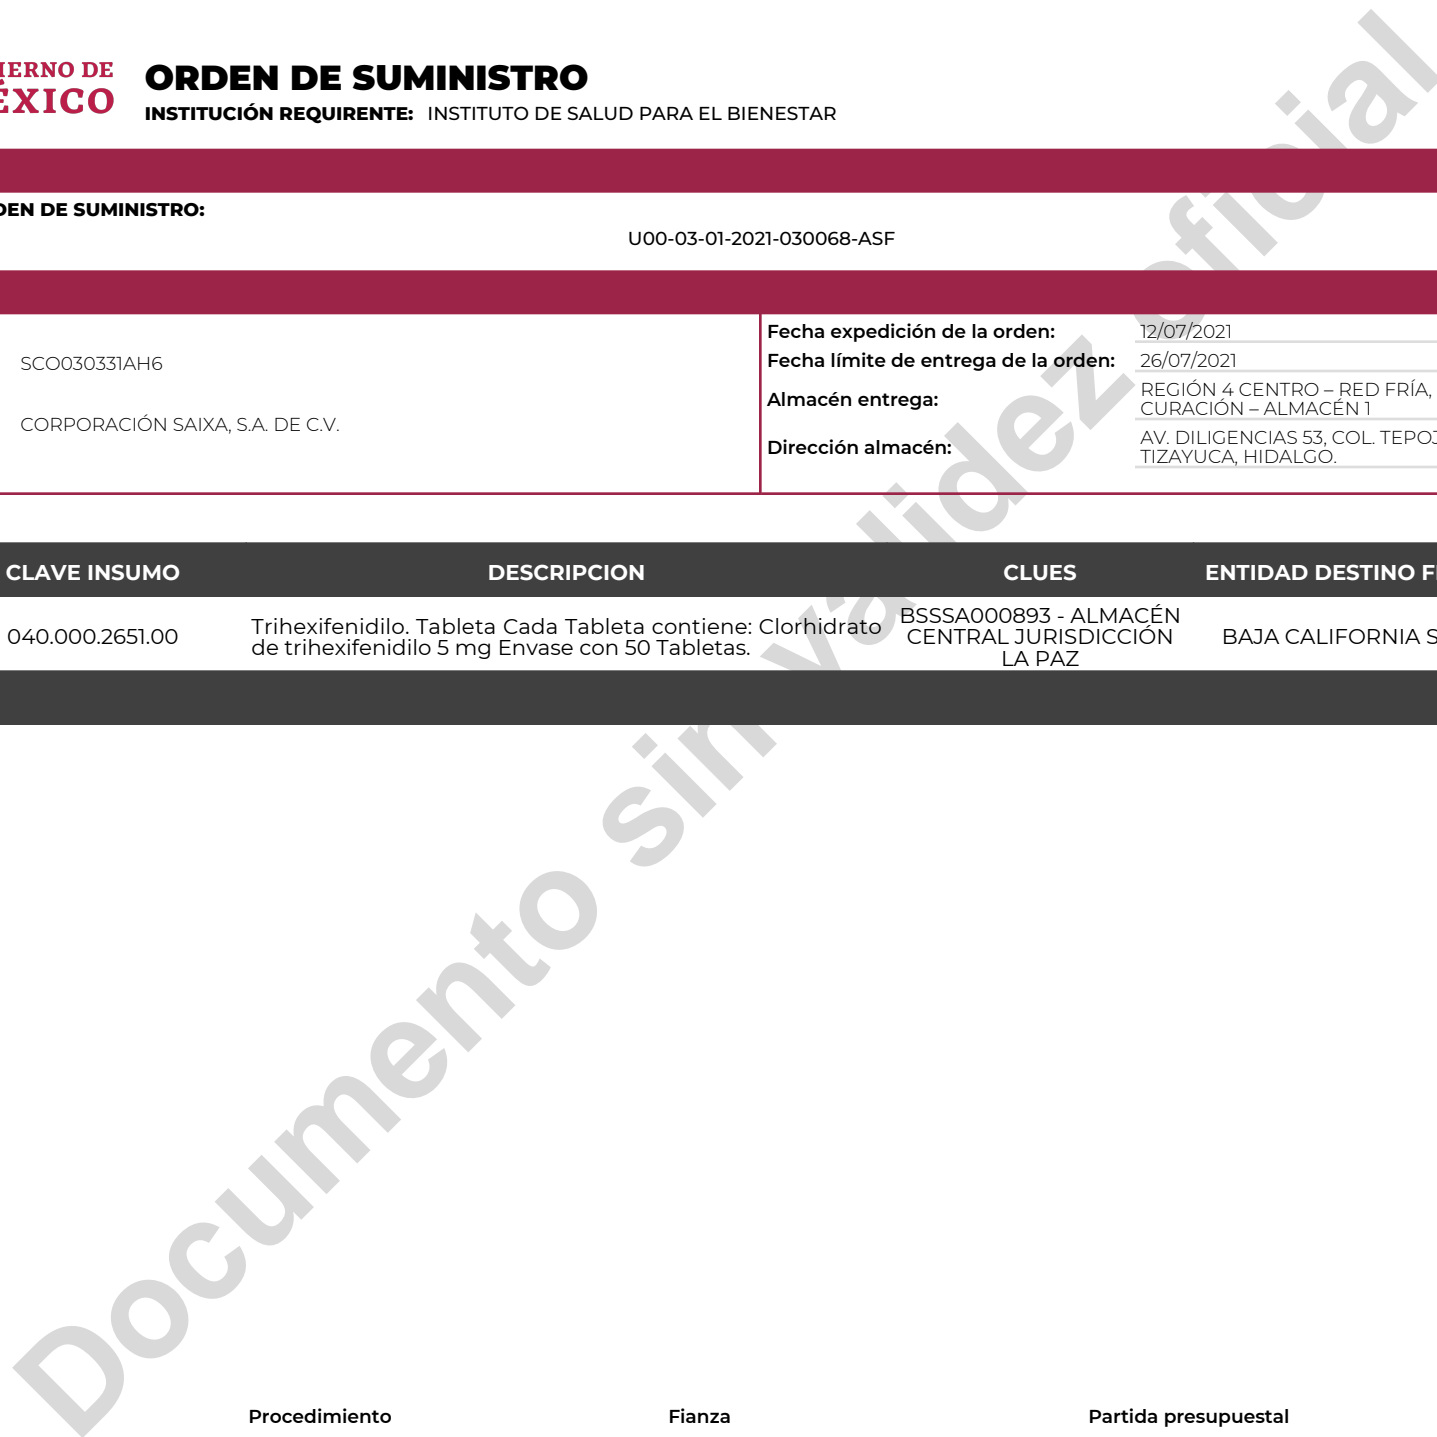 IERNO DE
ÉXICO
ORDEN DE SUMINISTRO
INSTITUCIÓN REQUIRENTE: INSTITUTO DE SALUD PARA EL BIENESTAR
DEN DE SUMINISTRO:
U00-03-01-2021-030068-ASF
SCO030331AH6
CORPORACIÓN SAIXA, S.A. DE C.V.
Fecha expedición de la orden: 12/07/2021
Fecha límite de entrega de la orden: 26/07/2021
Almacén entrega: REGIÓN 4 CENTRO – RED FRÍA,
CURACIÓN – ALMACÉN 1
Dirección almacén: AV. DILIGENCIAS 53, COL. TEPOJ
TIZAYUCA, HIDALGO.
CLAVE INSUMO DESCRIPCION CLUES ENTIDAD DESTINO F
040.000.2651.00
Trihexifenidilo. Tableta Cada Tableta contiene: Clorhidrato
de trihexifenidilo 5 mg Envase con 50 Tabletas.
BSSSA000893 - ALMACÉN
CENTRAL JURISDICCIÓN
LA PAZ
BAJA CALIFORNIA S
Documento sin validez oficial
Procedimiento Fianza Partida presupuestal